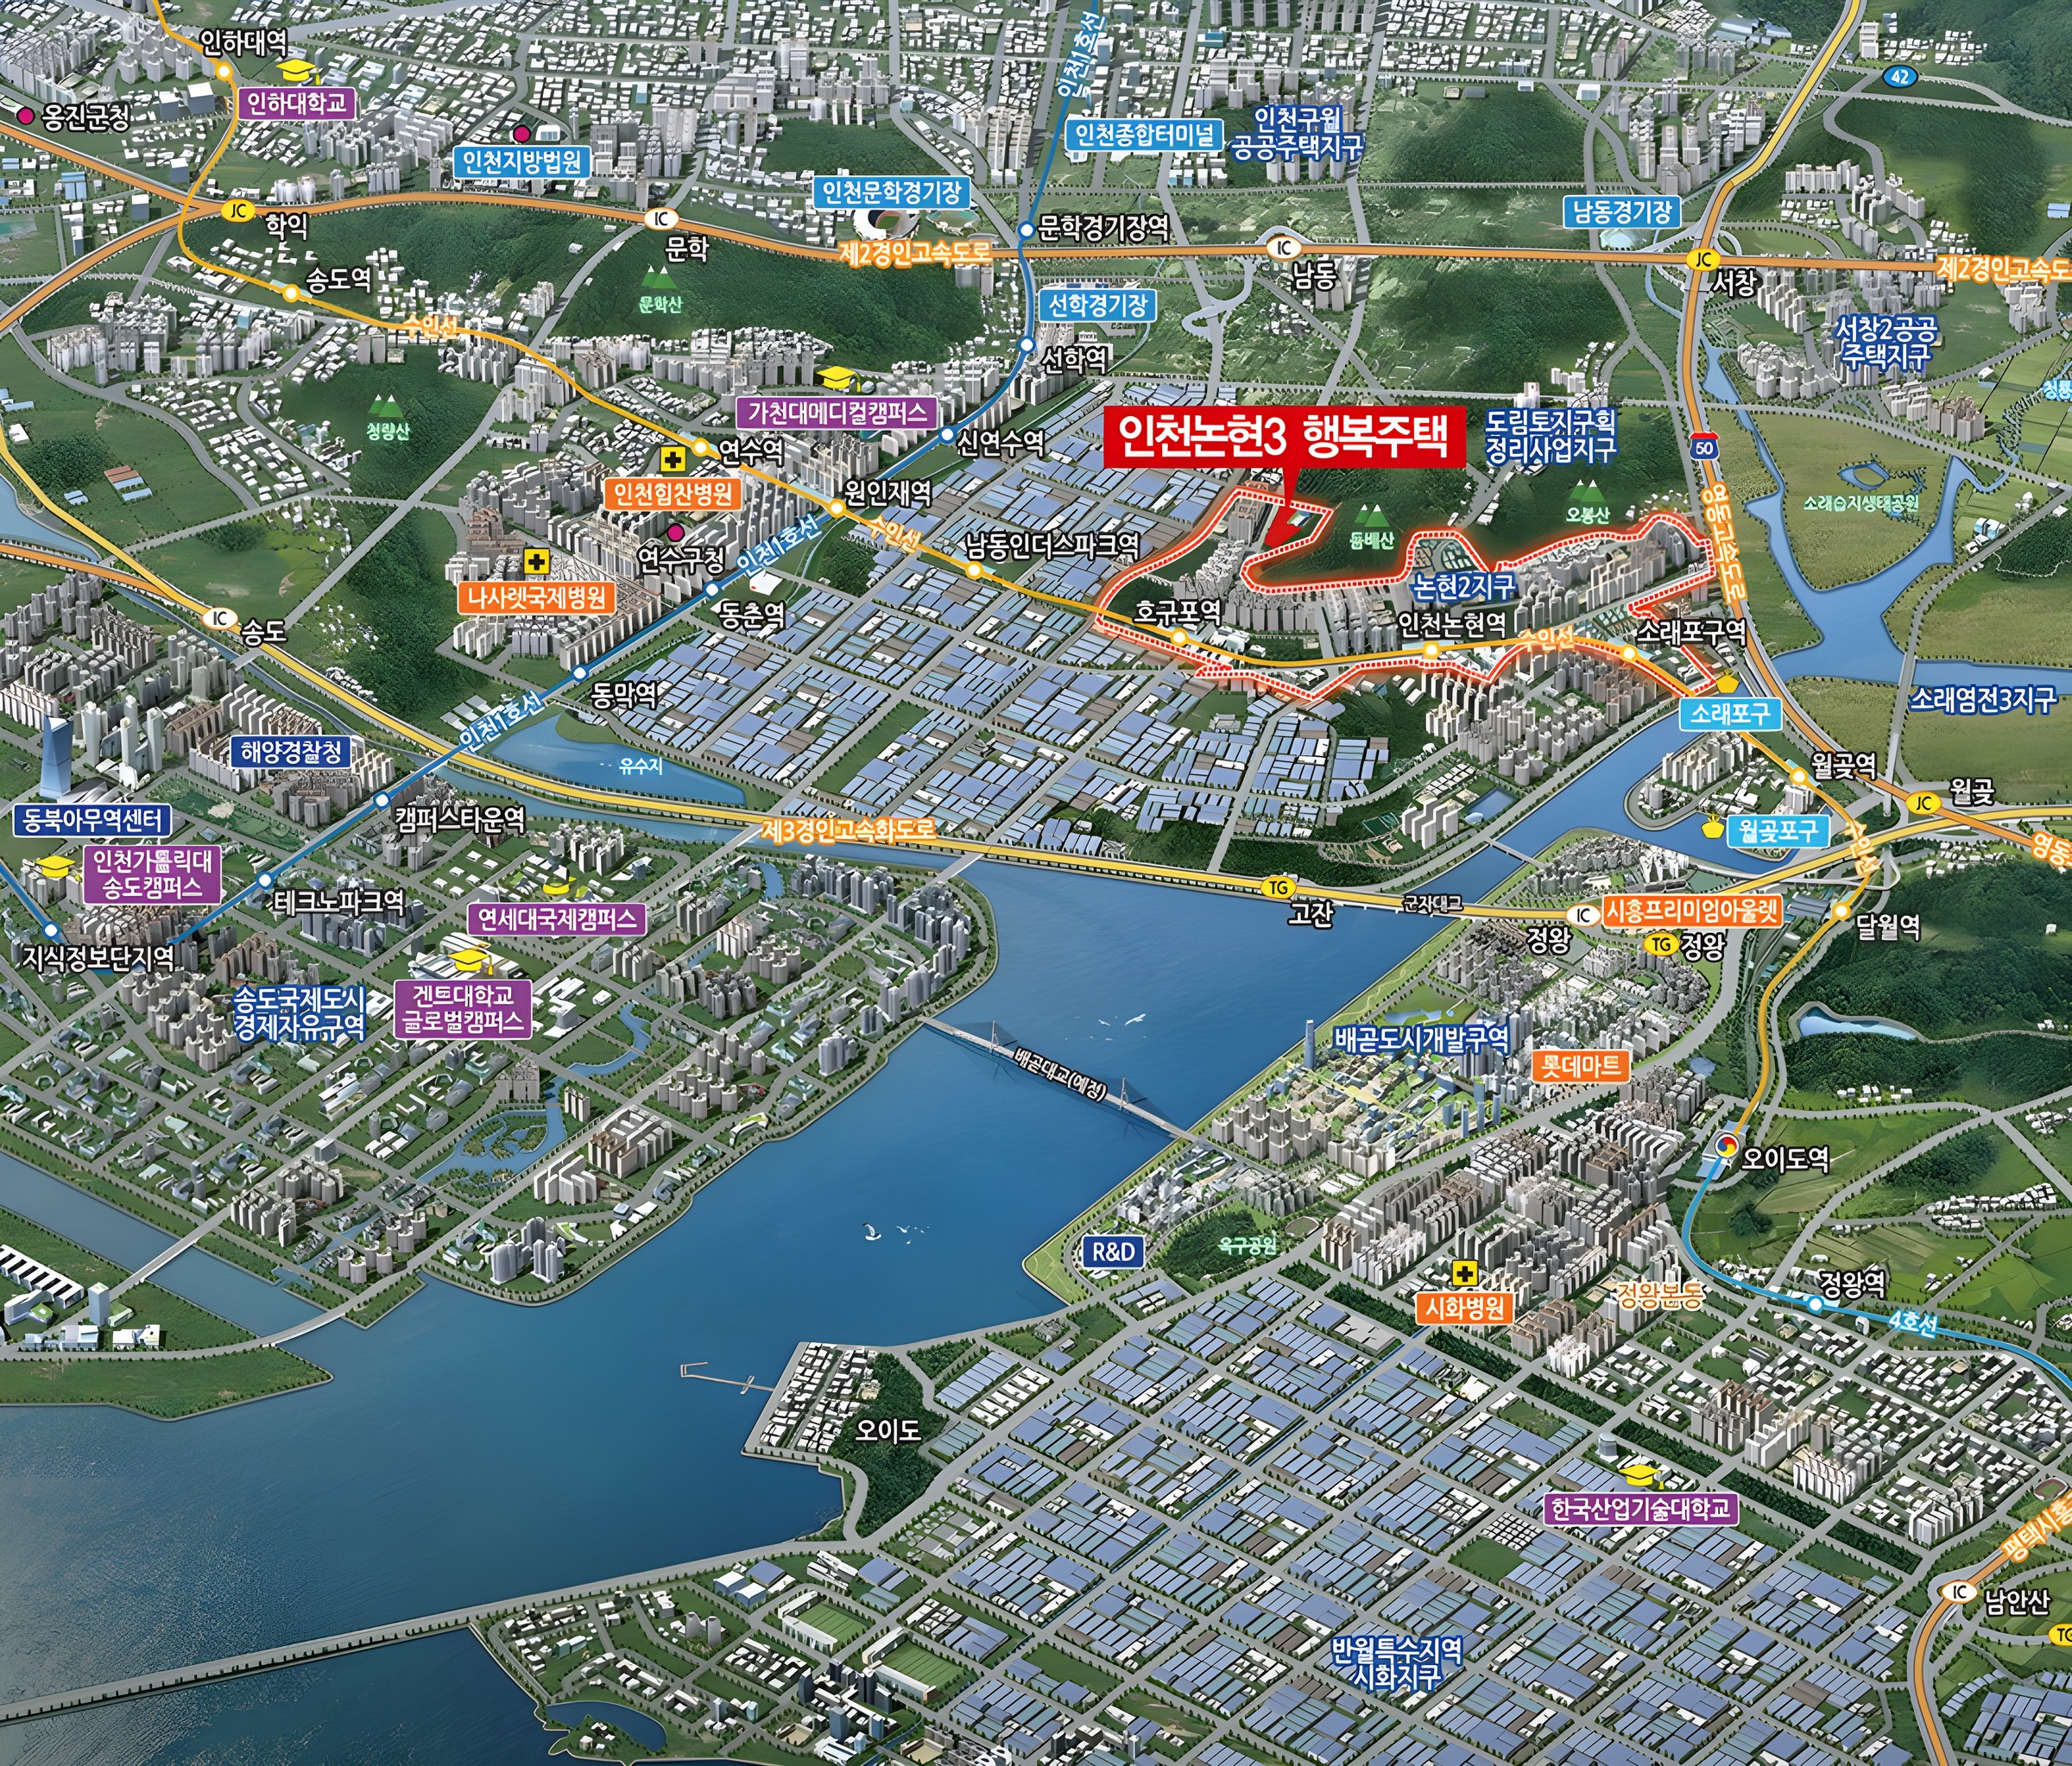 인하대역
인하대학교
옹진군청
인천지방법원
인천1호선
인천종합터미널
인천구원
공공주택지구
42
인천문학경기장
남동경기장
JC
학익
IC
문학
문학경기장역
제2경인고속도로
IC
남동
JC
서창
제2경인고속도
송도역
문학산
선학경기장
수인선
선학역
서창2공공
주택지구
청량산
가천대메디컬캠퍼스
신연수역
연수역
인천논현3 행복주택
도림토지구획
정리사업지구
50
영동고속도로
인천힘찬병원
원인재역
수인선
오봉산
소래습지생태공원
연수구청
인천1호선
남동인더스파크역
듬배산
나사렛국제병원
동춘역
논현2지구
호구포역
인천논현역
수인선
소래포구역
IC
송도
동막역
인천1호선
소래포구
소래염전3지구
해양경찰청
유수지
월곶역
캠퍼스타운역
동북아무역센터
제3경인고속화도로
JC
월곶
월곶포구
수인선
영동
인천가톨릭대
송도캠퍼스
테크노파크역
연세대국제캠퍼스
TG
고잔
군자대교
IC
정왕
시흥프리미엄아울렛
TG
정왕
달월역
지식정보단지역
송도국제도시
경제자유구역
겐트대학교
글로벌캠퍼스
배곧대교(예정)
배곧도시개발구역
롯데마트
오이도역
R&D
옥구공원
시화병원
정왕본동
정왕역
4호선
오이도
한국산업기술대학교
평택시흥
IC
남안산
TG
반월특수지역
시화지구